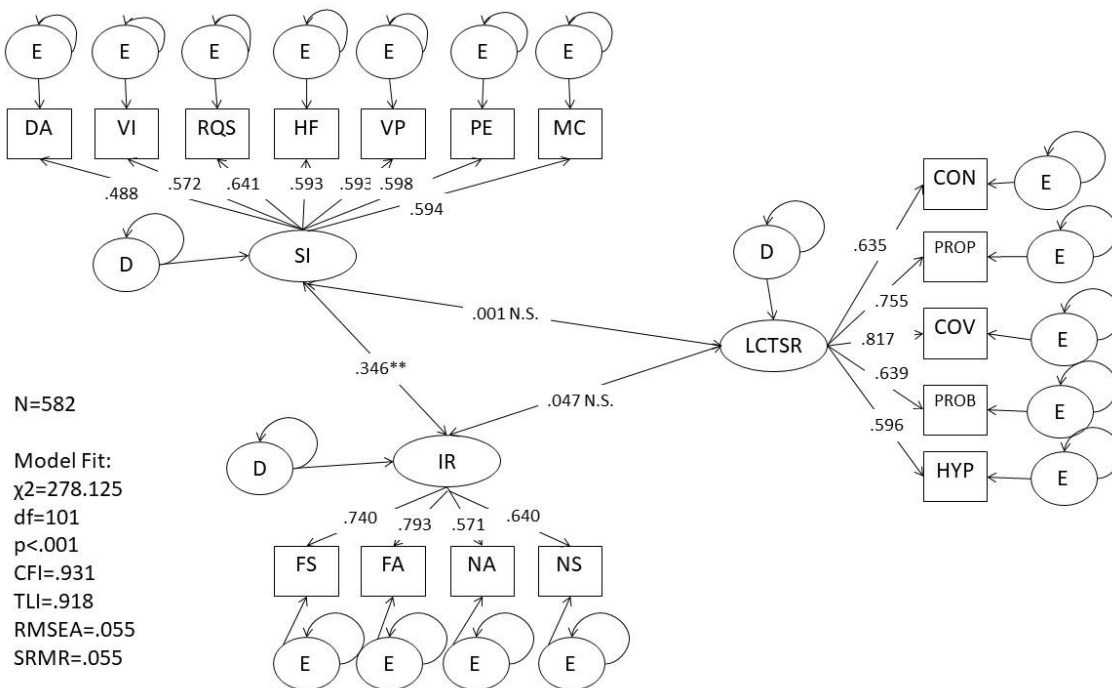 E E E E E E E
DA VI RQS HF VP PE MC
.488 .572 .641 .593 .593 .598 .594
D SI
CON E
.635
D
PROP E
.755
.001 N.S.
LCTSR
.817
COV E
.346**
.639
PROB E
.047 N.S.
.596
HYP E
D IR
.740 .793 .571 .640
FS FA NA NS
E E E E
N=582
Model Fit:
χ2=278.125
df=101
p<.001
CFI=.931
TLI=.918
RMSEA=.055
SRMR=.055